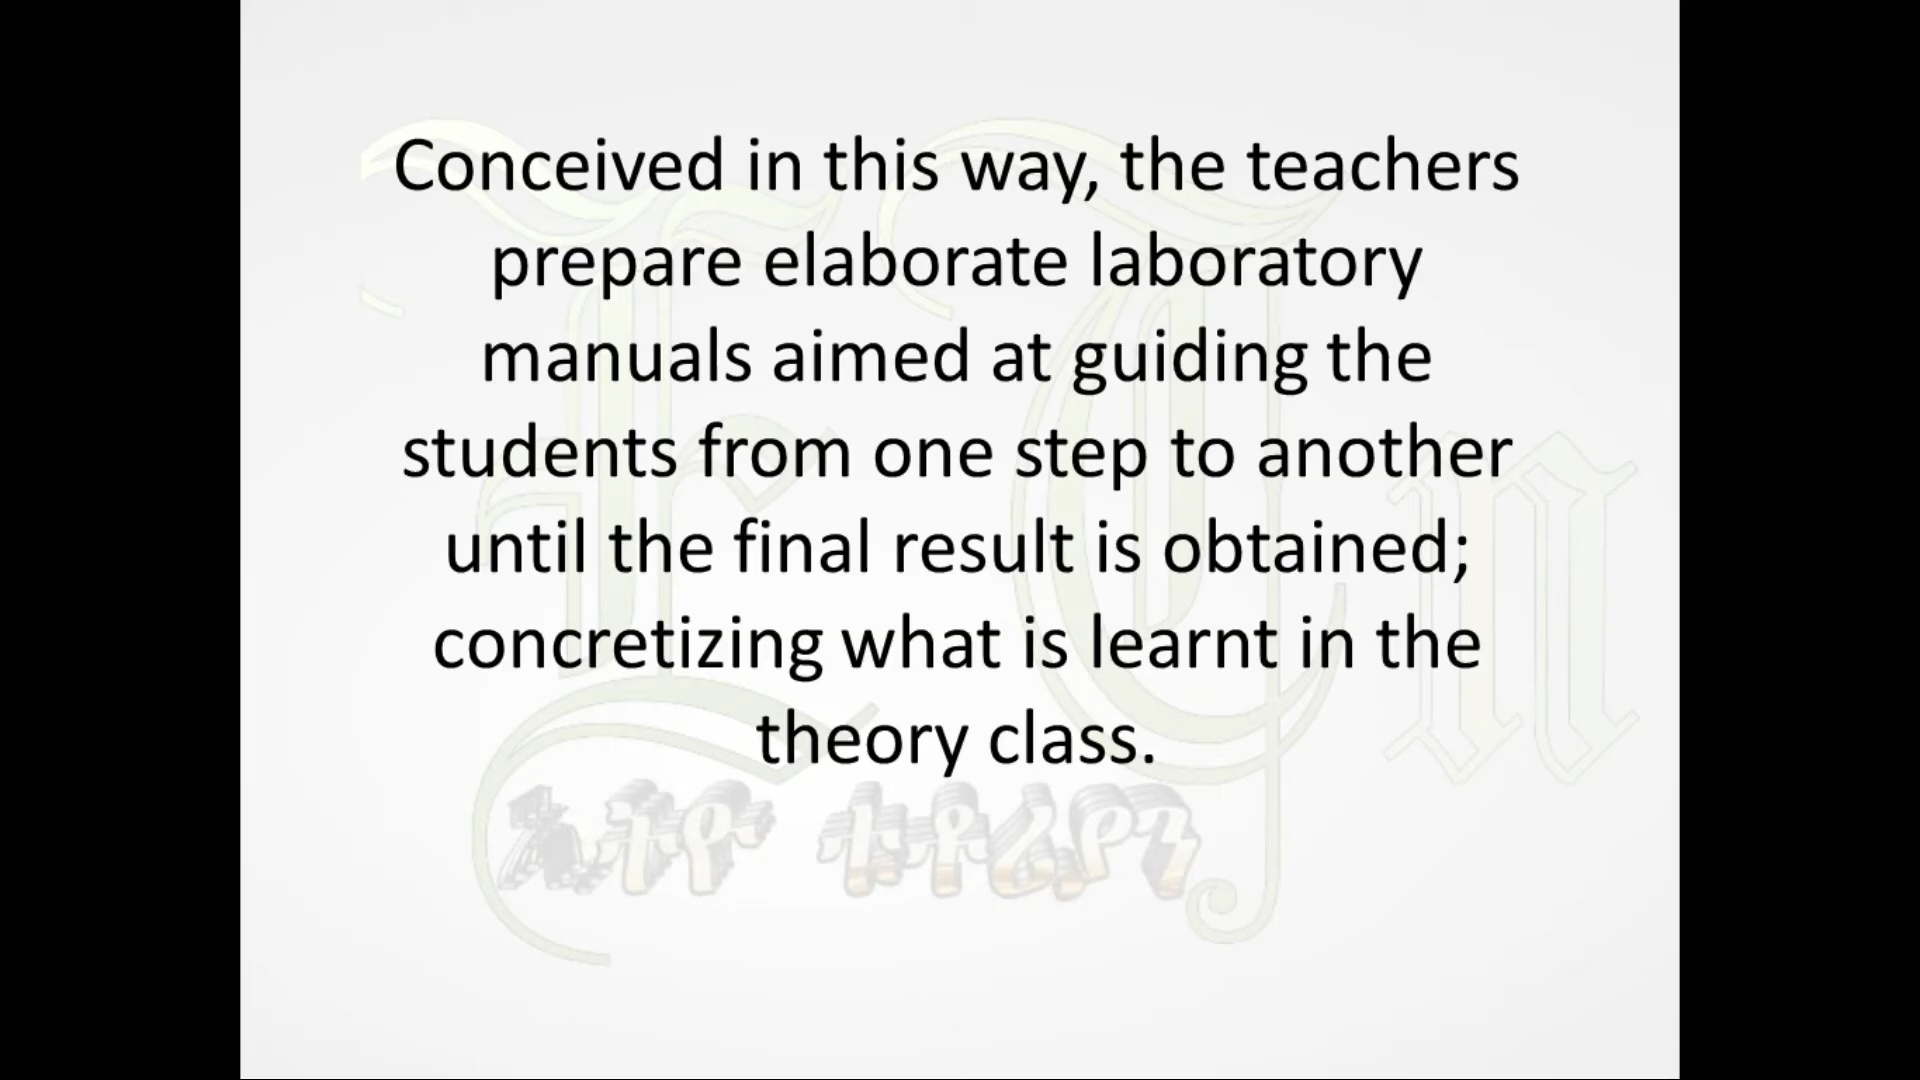 Conceived in this way, the teachers
prepare elaborate laboratory
manuals aimed at guiding the
students from one step to another
until the final result is obtained;
concretizing what is learnt in the
theory class.